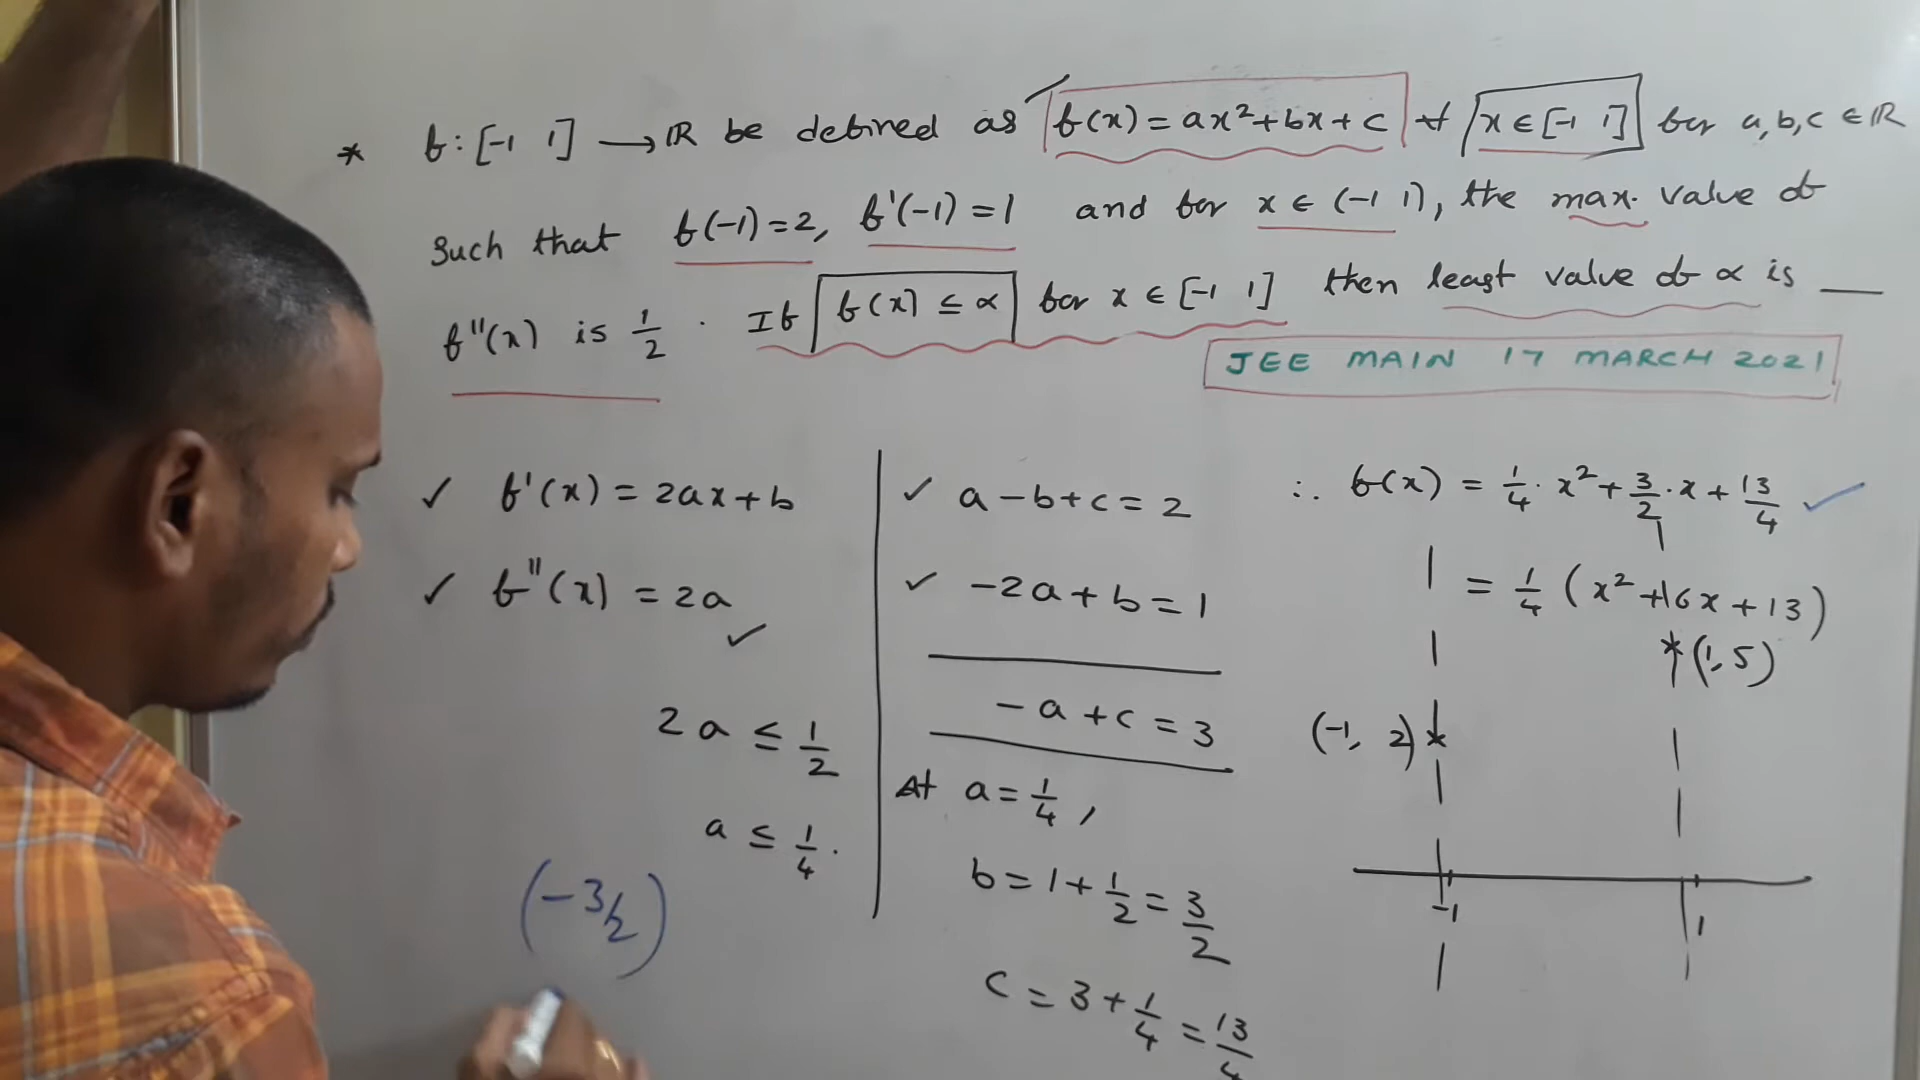 * f : [-1 1] → ℝ be defined as f(x) = ax² + bx + c ∀ x ∈ [-1 1] for a, b, c ∈ ℝ
Such that f(-1) = 2, f'(-1) = 1 and for x ∈ (-1 1), the max. value of
f''(x) is 1/2 . If f(x) ≤ α for x ∈ [-1 1] then least value of α is ___
JEE MAIN 17 MARCH 2021
✓ f'(x) = 2ax + b
✓ f''(x) = 2a ✓
2a ≤ 1/2
a ≤ 1/4.
(-3/2)
✓ a - b + c = 2
✓ -2a + b = 1
-a + c = 3
At a = 1/4 ,
b = 1 + 1/2 = 3/2
c = 3 + 1/4 = 13/4
∴ f(x) = 1/4 · x² + 3/2 · x + 13/4 ✓
= 1/4 (x² + 6x + 13)
(1, 5)
(-1, 2)
-1 1